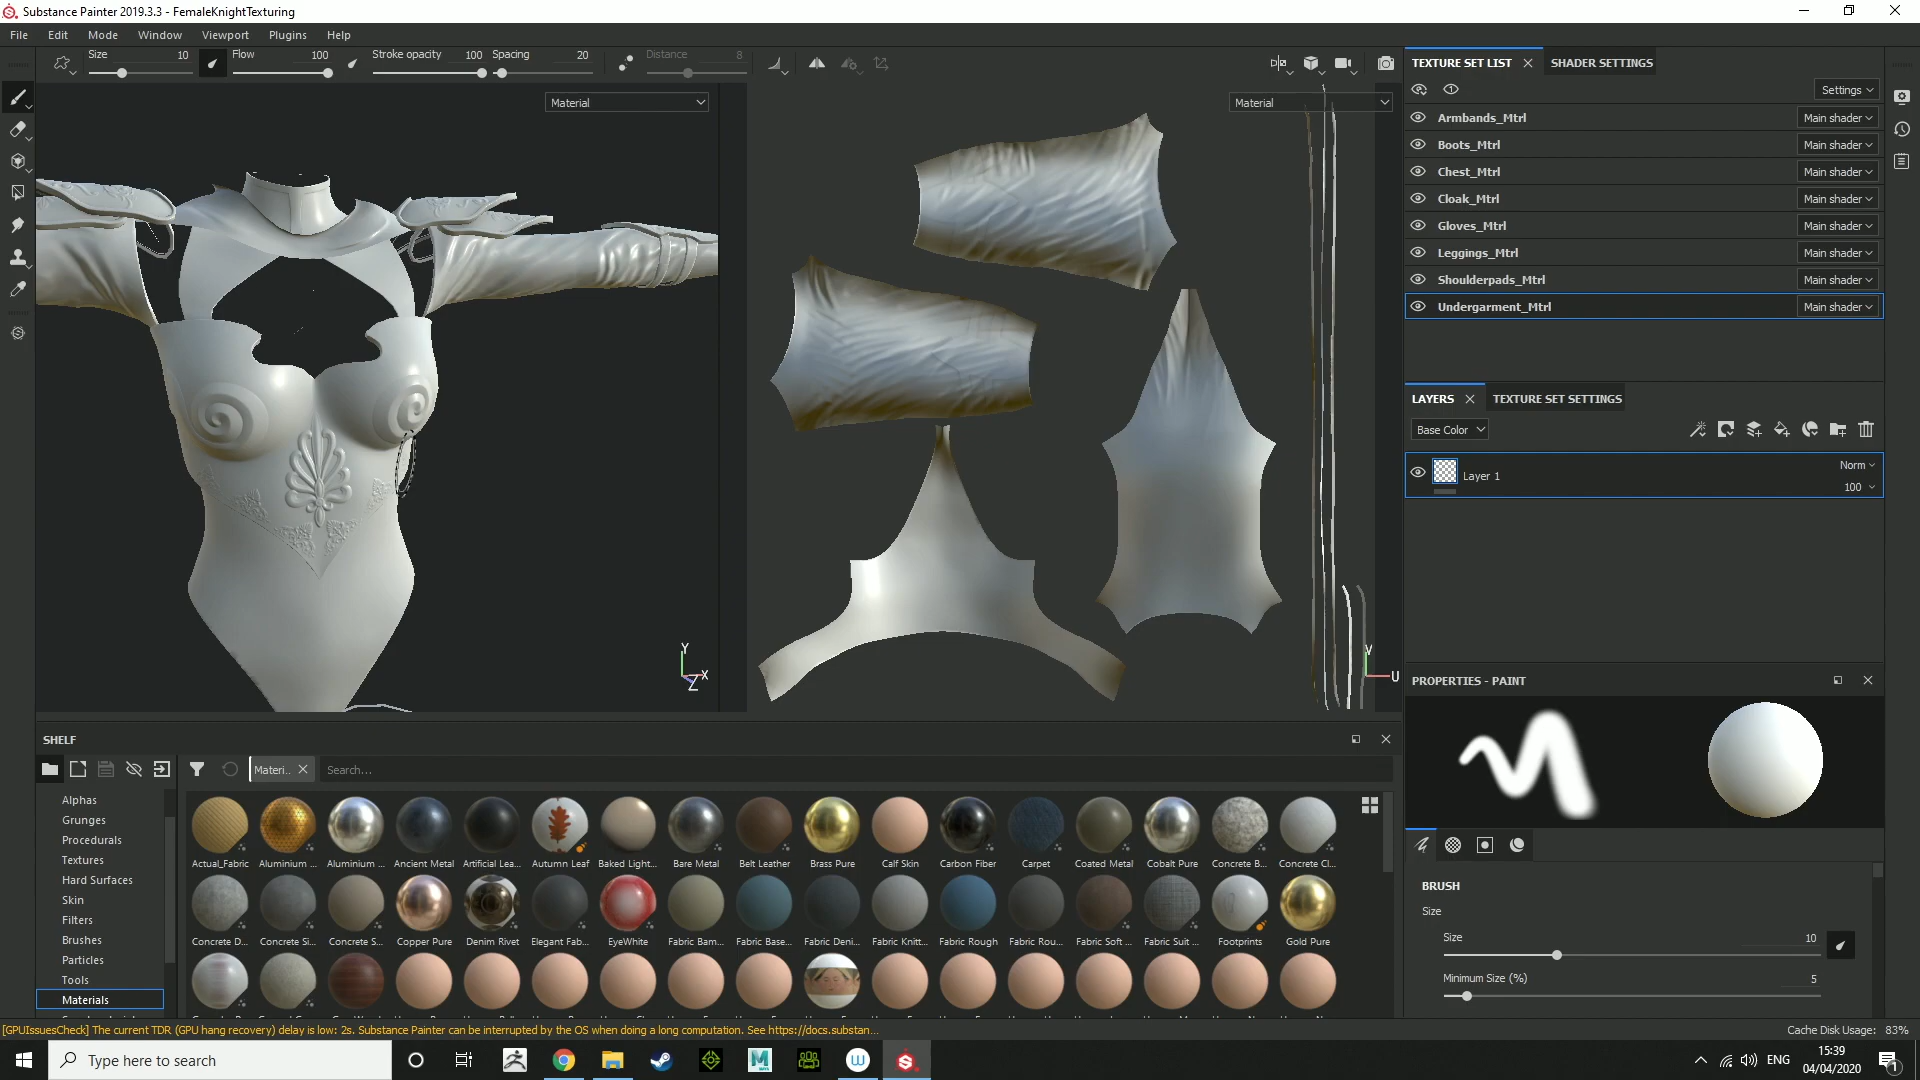 Substance Painter 2019.3.3 - FemaleKnightTexturing
File Edit Mode Window Viewport Plugins Help
Size 10 Flow 100 Stroke opacity 100 Spacing 20 Distance 8
Material
Material
TEXTURE SET LIST SHADER SETTINGS
Settings
Armbands_Mtrl Main shader
Boots_Mtrl Main shader
Chest_Mtrl Main shader
Cloak_Mtrl Main shader
Gloves_Mtrl Main shader
Leggings_Mtrl Main shader
Shoulderpads_Mtrl Main shader
Undergarment_Mtrl Main shader
LAYERS TEXTURE SET SETTINGS
Base Color
Layer 1 Norm
100
Y
X
Z
V
U
PROPERTIES - PAINT
BRUSH
Size
Size 10
Minimum Size (%) 5
SHELF
Materi.. Search...
Alphas
Grunges
Procedurals
Textures
Hard Surfaces
Skin
Filters
Brushes
Particles
Tools
Materials
Actual_Fabric Aluminium ... Aluminium ... Ancient Metal Artificial Lea... Autumn Leaf Baked Light... Bare Metal Belt Leather Brass Pure Calf Skin Carbon Fiber Carpet Coated Metal Cobalt Pure Concrete B... Concrete Cl...
Concrete D... Concrete Si... Concrete S... Copper Pure Denim Rivet Elegant Fab... EyeWhite Fabric Bam... Fabric Base... Fabric Deni... Fabric Knitt... Fabric Rough Fabric Rou... Fabric Soft ... Fabric Suit ... Footprints Gold Pure
[GPUIssuesCheck] The current TDR (GPU hang recovery) delay is low: 2s. Substance Painter can be interrupted by the OS when doing a long computation. See https://docs.substan...
Cache Disk Usage: 83%
Type here to search
ENG
15:39
04/04/2020
1